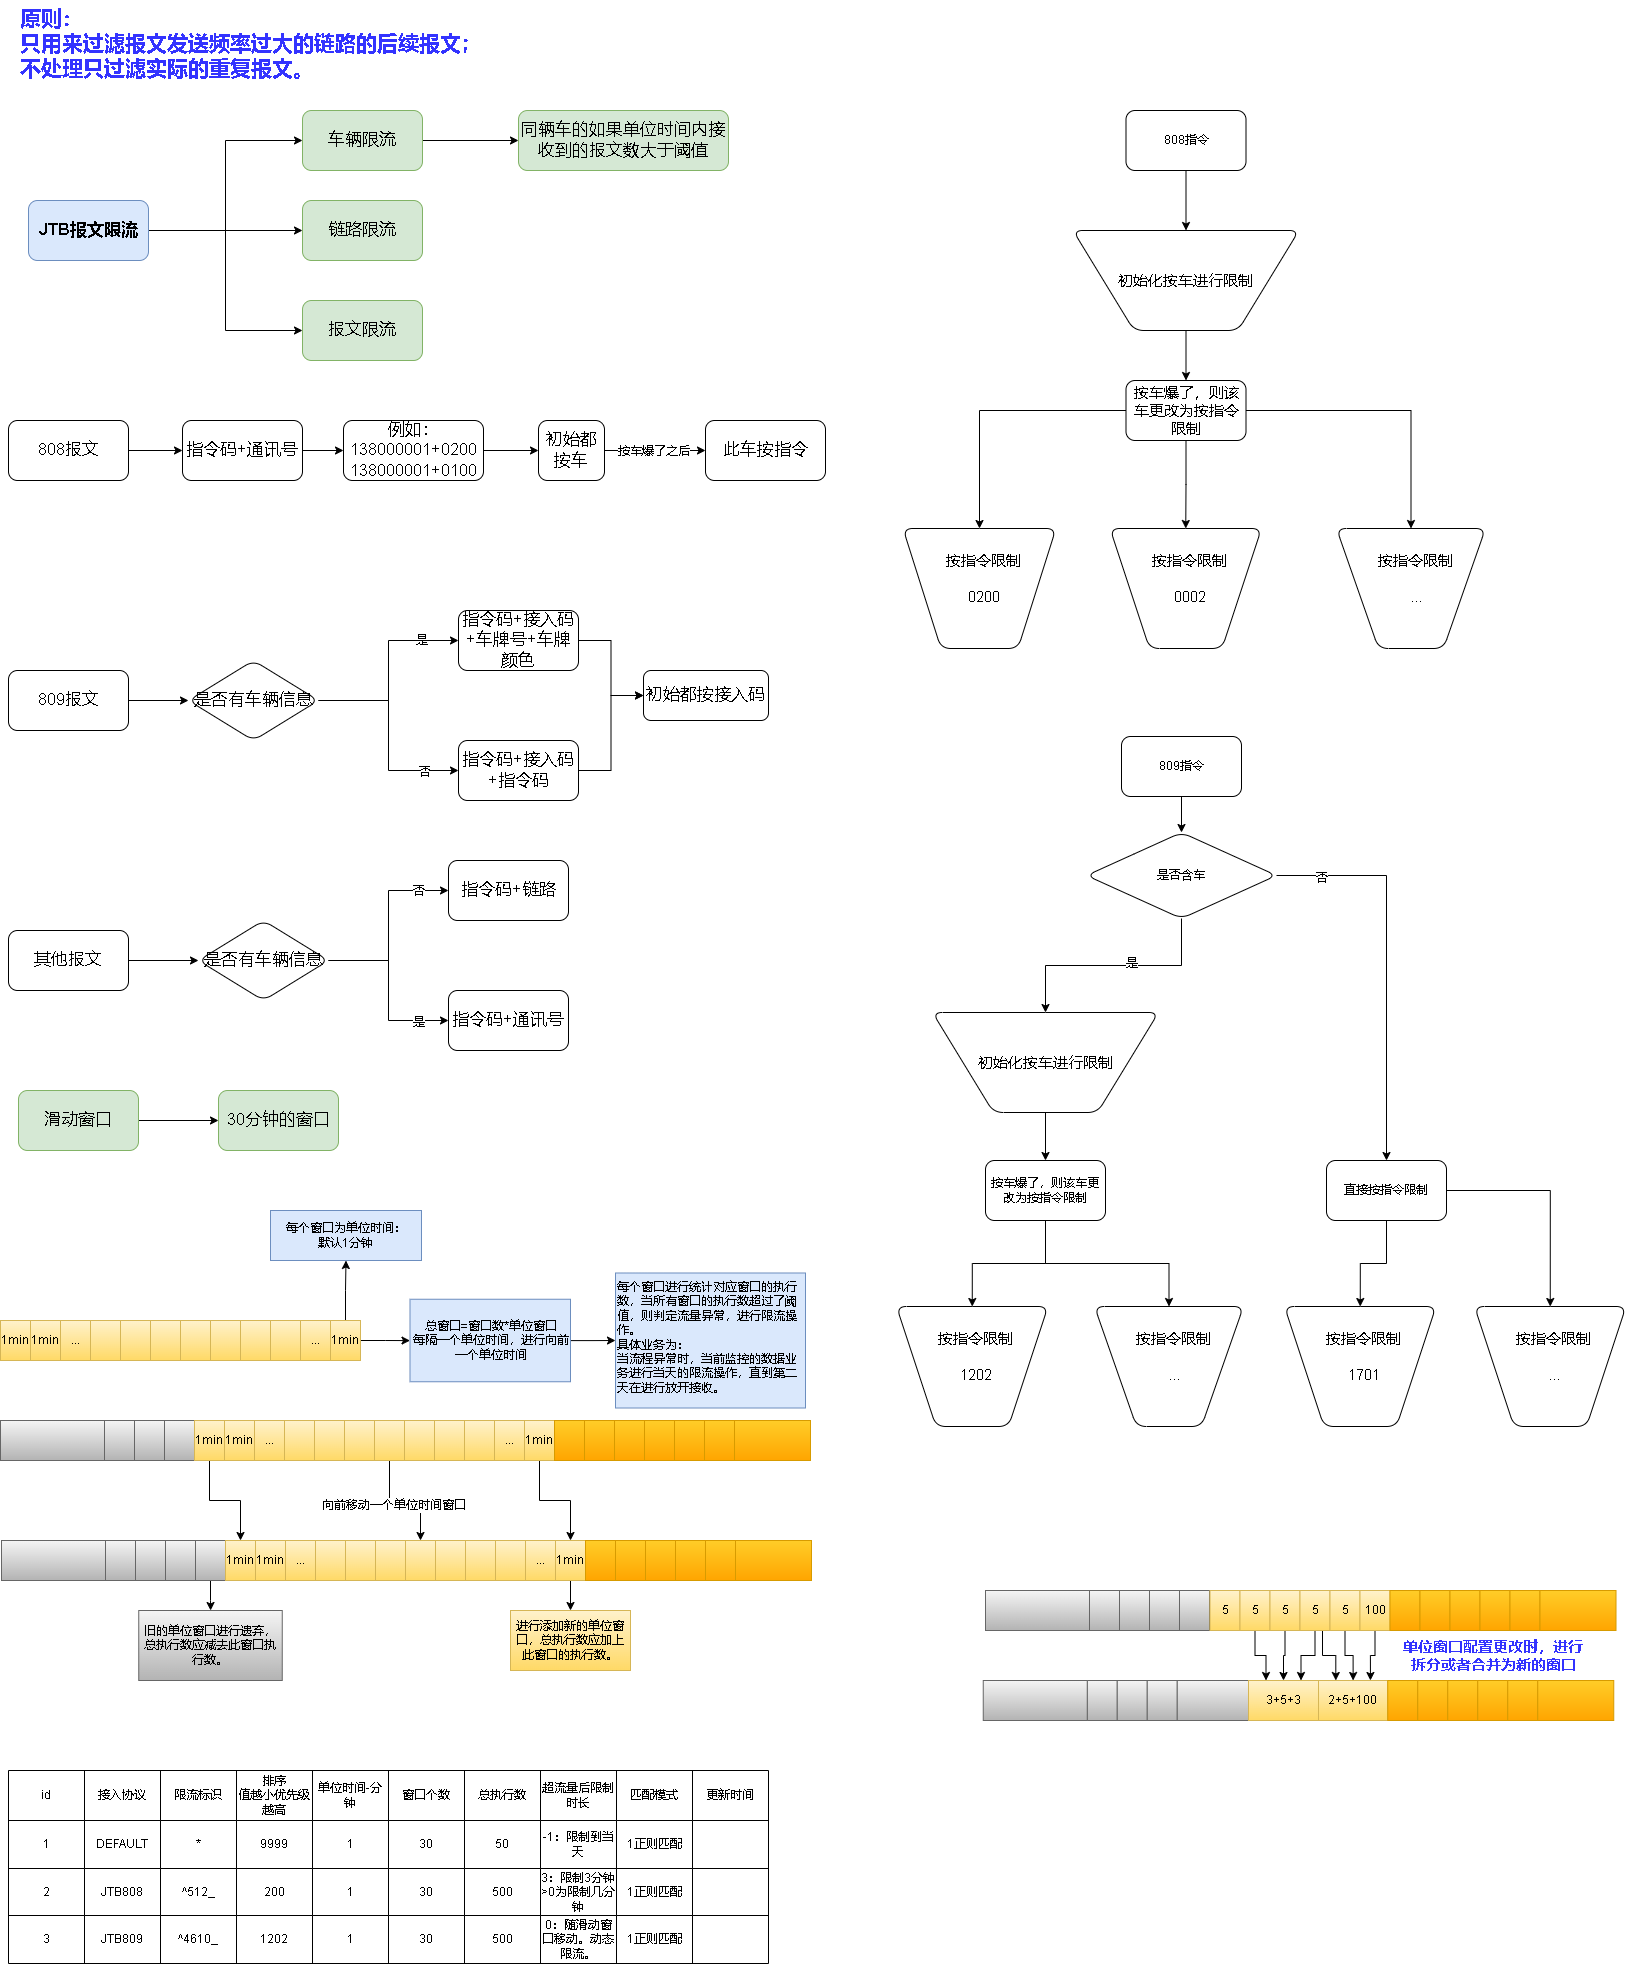 原则：
只用来过滤报文发送频率过大的链路的后续报文；
不处理只过滤实际的重复报文。
车辆限流
同辆车的如果单位时间内接
收到的报文数大于阈值
JTB报文限流
链路限流
报文限流
808报文
指令码+通讯号
例如：
138000001+0200
138000001+0100
初始都
按车
按车爆了之后
此车按指令
809报文
是否有车辆信息
是
指令码+接入码
+车牌号+车牌
颜色
否
指令码+接入码
+指令码
初始都按接入码
其他报文
是否有车辆信息
否
指令码+链路
是
指令码+通讯号
滑动窗口
30分钟的窗口
每个窗口为单位时间：
默认1分钟
1min 1min ... ... 1min
总窗口=窗口数*单位窗口
每隔一个单位时间，进行向前
一个单位时间
每个窗口进行统计对应窗口的执行
数，当所有窗口的执行数超过了阈
值，则判定流量异常，进行限流操
作。
具体业务为：
当流程异常时，当前监控的数据业
务进行当天的限流操作，直到第二
天在进行放开接收。
1min 1min ... ... 1min
向前移动一个单位时间窗口
1min 1min ... ... 1min
旧的单位窗口进行遗弃，
总执行数应减去此窗口执
行数。
进行添加新的单位窗
口，总执行数应加上
此窗口的执行数。
808指令
初始化按车进行限制
按车爆了，则该
车更改为按指令
限制
按指令限制
0200
按指令限制
0002
按指令限制
...
809指令
是否含车
否
是
初始化按车进行限制
按车爆了，则该车更
改为按指令限制
直接按指令限制
按指令限制
1202
按指令限制
...
按指令限制
1701
按指令限制
...
5 5 5 5 5 100
单位窗口配置更改时，进行
拆分或者合并为新的窗口
3+5+3 2+5+100
id 接入协议 限流标识 排序
值越小优先级
越高 单位时间-分
钟 窗口个数 总执行数 超流量后限制
时长 匹配模式 更新时间
1 DEFAULT * 9999 1 30 50 -1：限制到当
天 1正则匹配
2 JTB808 ^512_ 200 1 30 500 3：限制3分钟
>0为限制几分
钟 1正则匹配
3 JTB809 ^4610_ 1202 1 30 500 0：随滑动窗
口移动。动态
限流。 1正则匹配